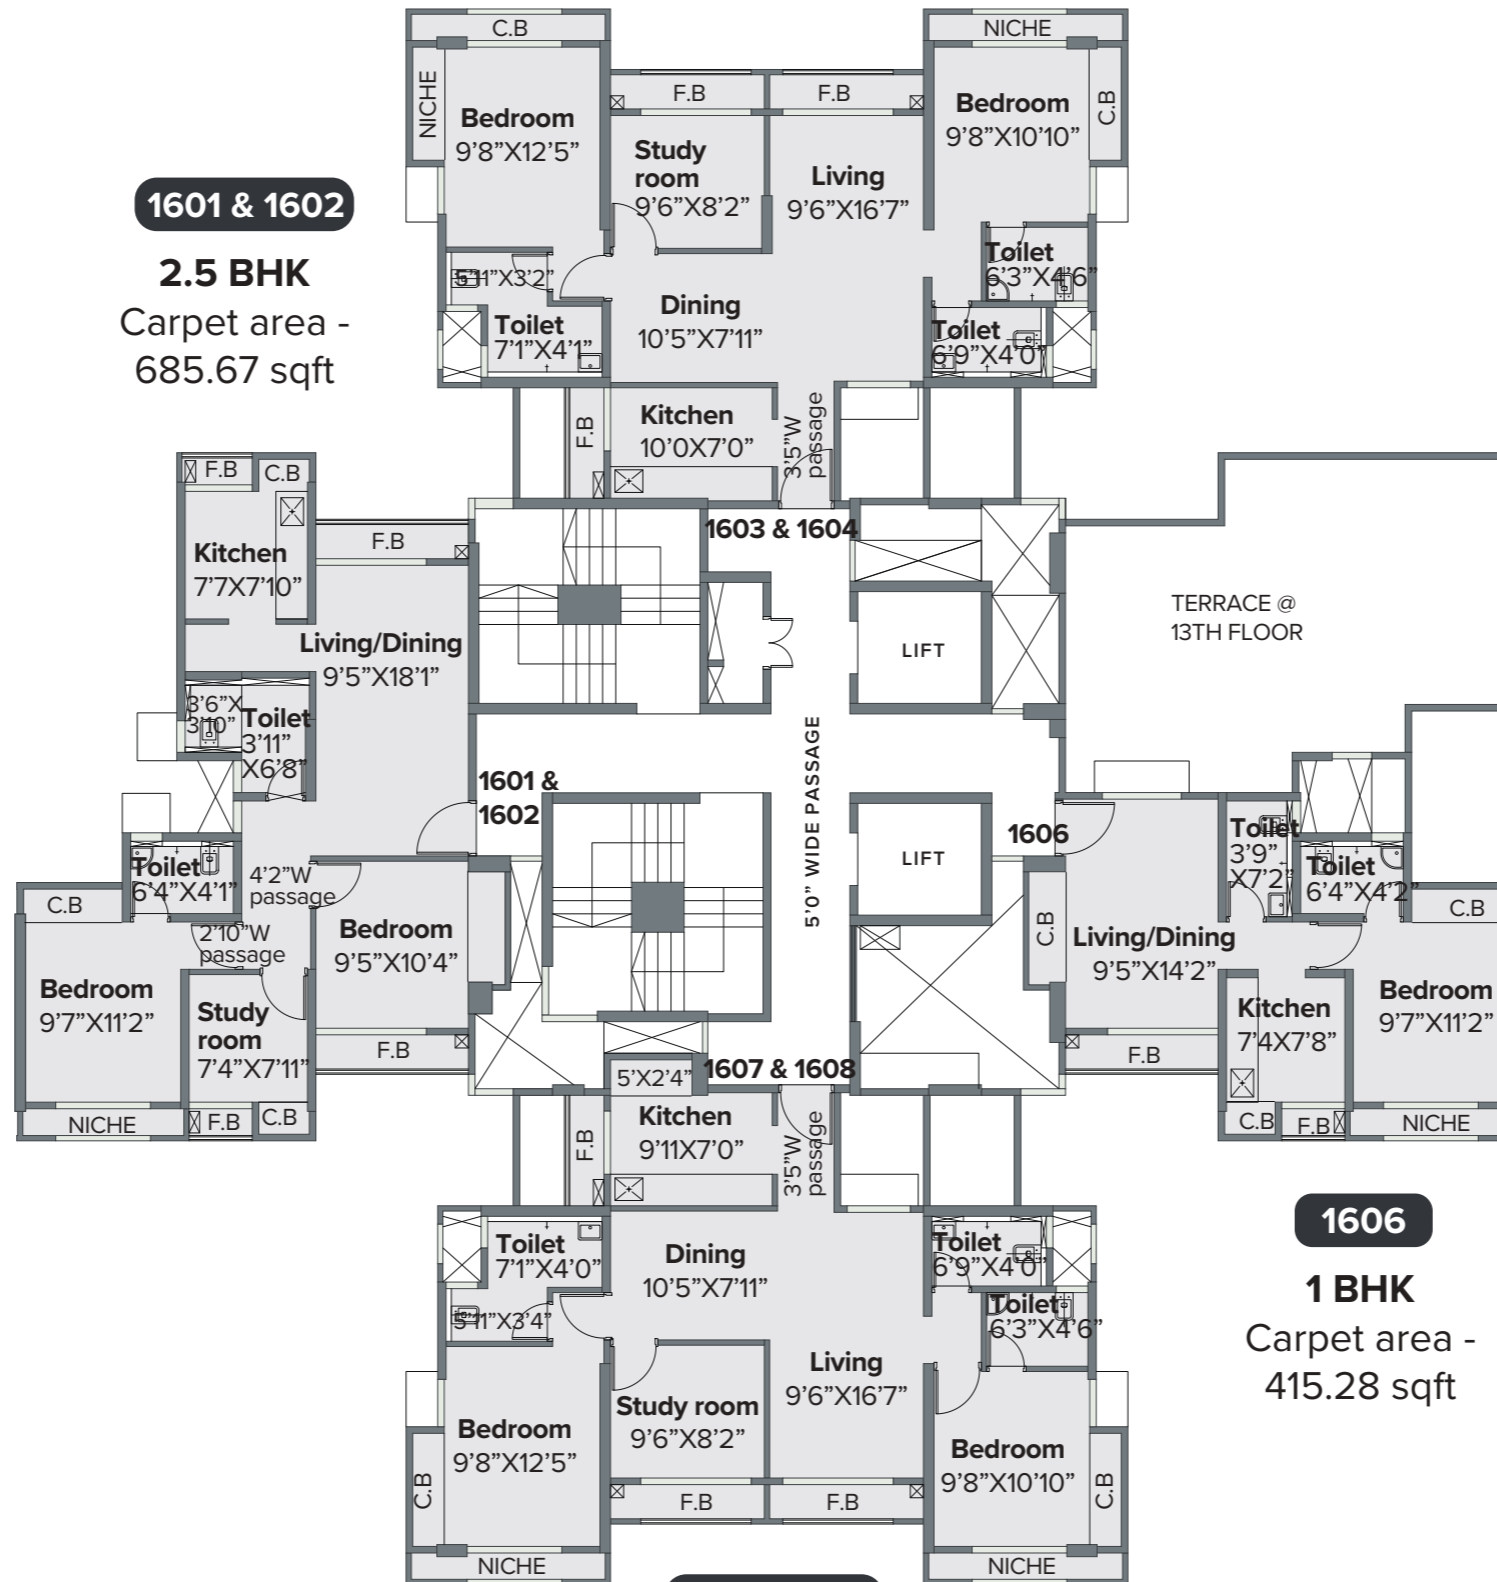 C.B
NICHE
NICHE
Bedroom
9'8"X12'5"
F.B
F.B
Study
room
9'6"X8'2"
Living
9'6"X16'7"
Bedroom
9'8"X10'10"
C.B
1601 & 1602
2.5 BHK
Carpet area -
685.67 sqft
5'11"X3'2"
Toilet
7'1"X4'1"
Dining
10'5"X7'11"
Toilet
6'3"X4'6"
Toilet
6'9"X4'0"
F.B
Kitchen
10'0X7'0"
3'5"W
passage
1603 & 1604
F.B
C.B
Kitchen
7'7X7'10"
F.B
Living/Dining
9'5"X18'1"
3'6"X
3'10"
Toilet
3'11"
X6'8"
LIFT
TERRACE @
13TH FLOOR
1601 &
1602
5'0" WIDE PASSAGE
LIFT
1606
Toilet
6'4"X4'1"
4'2"W
passage
C.B
2'10"W
passage
Bedroom
9'5"X10'4"
Bedroom
9'7"X11'2"
Study
room
7'4"X7'11"
F.B
NICHE
F.B
C.B
Toilet
3'9"
X7'2"
Toilet
6'4"X4'2"
C.B
C.B
Living/Dining
9'5"X14'2"
Kitchen
7'4X7'8"
Bedroom
9'7"X11'2"
F.B
C.B
F.B
NICHE
1607 & 1608
5'X2'4"
Kitchen
9'11X7'0"
F.B
3'5"W
passage
Toilet
7'1"X4'0"
5'11"X3'4"
Dining
10'5"X7'11"
Toilet
6'9"X4'0"
Toilet
6'3"X4'6"
Living
9'6"X16'7"
Study room
9'6"X8'2"
Bedroom
9'8"X12'5"
Bedroom
9'8"X10'10"
C.B
F.B
F.B
C.B
NICHE
NICHE
1606
1 BHK
Carpet area -
415.28 sqft